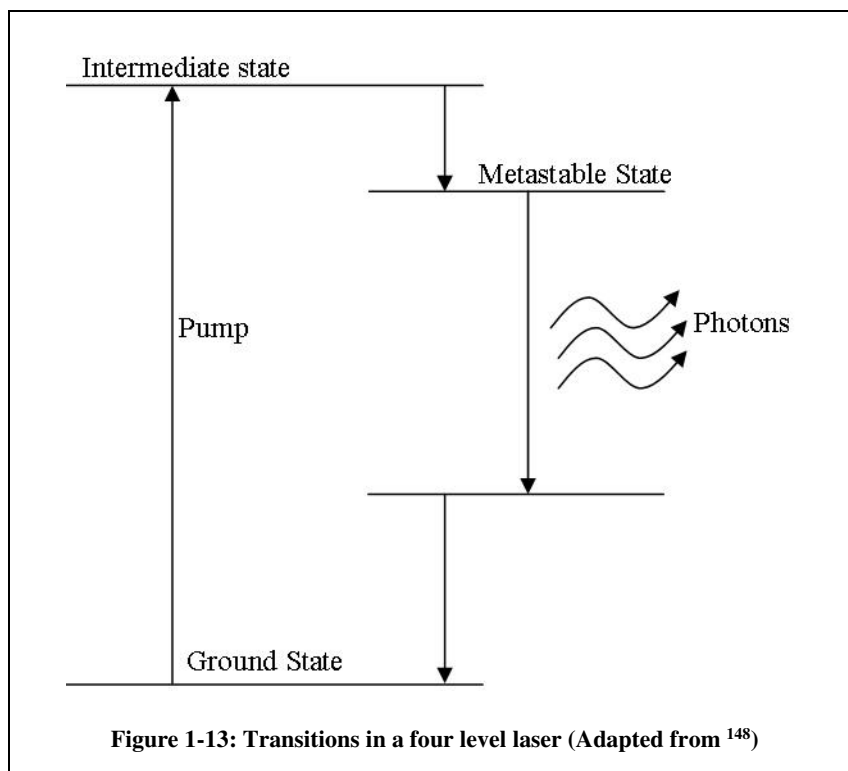 Intermediate state
Metastable State
Pump
Photons
Ground State
Figure 1-13: Transitions in a four level laser (Adapted from 148)